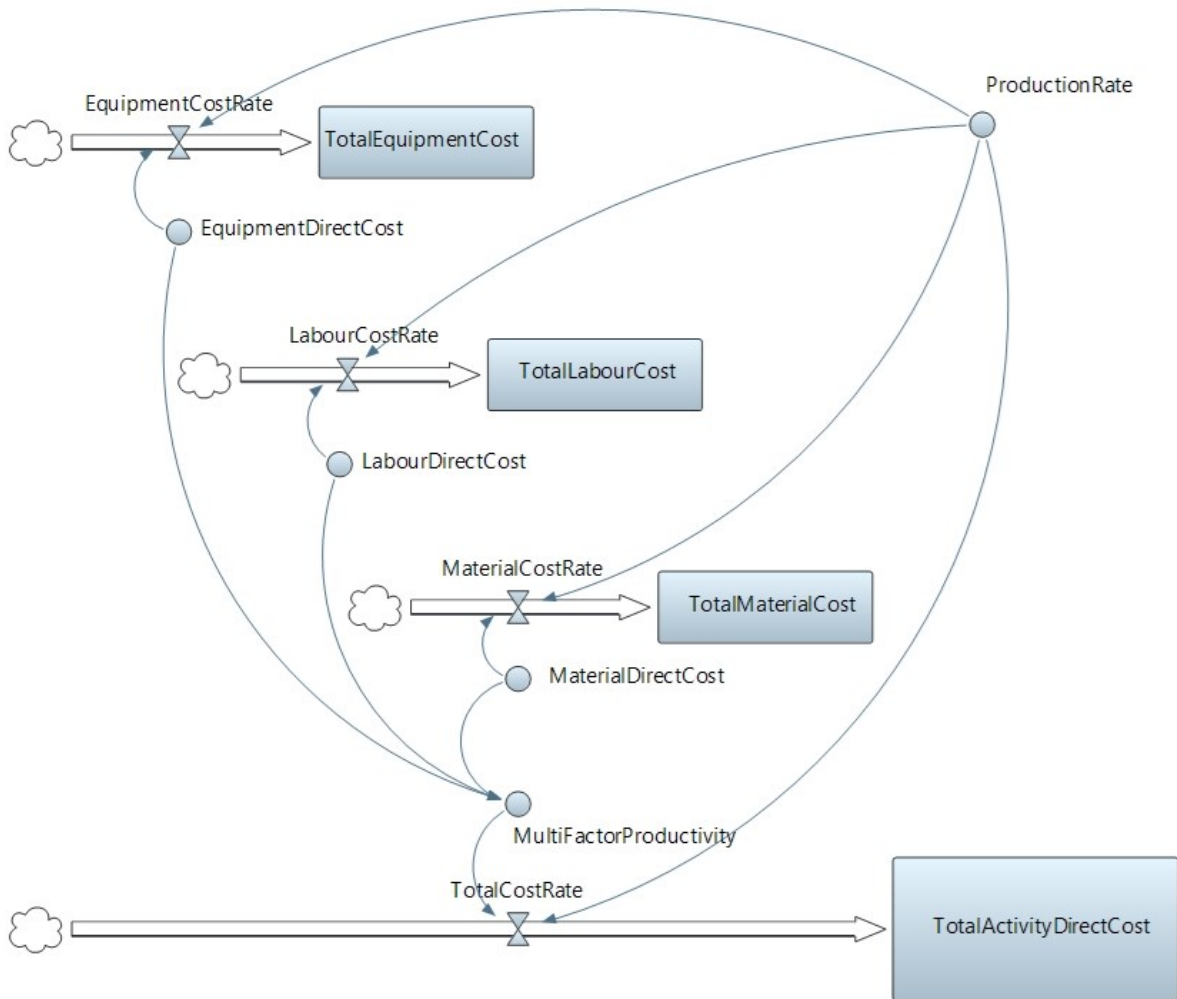 EquipmentCostRate
ProductionRate
TotalEquipmentCost
EquipmentDirectCost
LabourCostRate
TotalLabourCost
LabourDirectCost
MaterialCostRate
TotalMaterialCost
MaterialDirectCost
MultiFactorProductivity
TotalCostRate
TotalActivityDirectCost